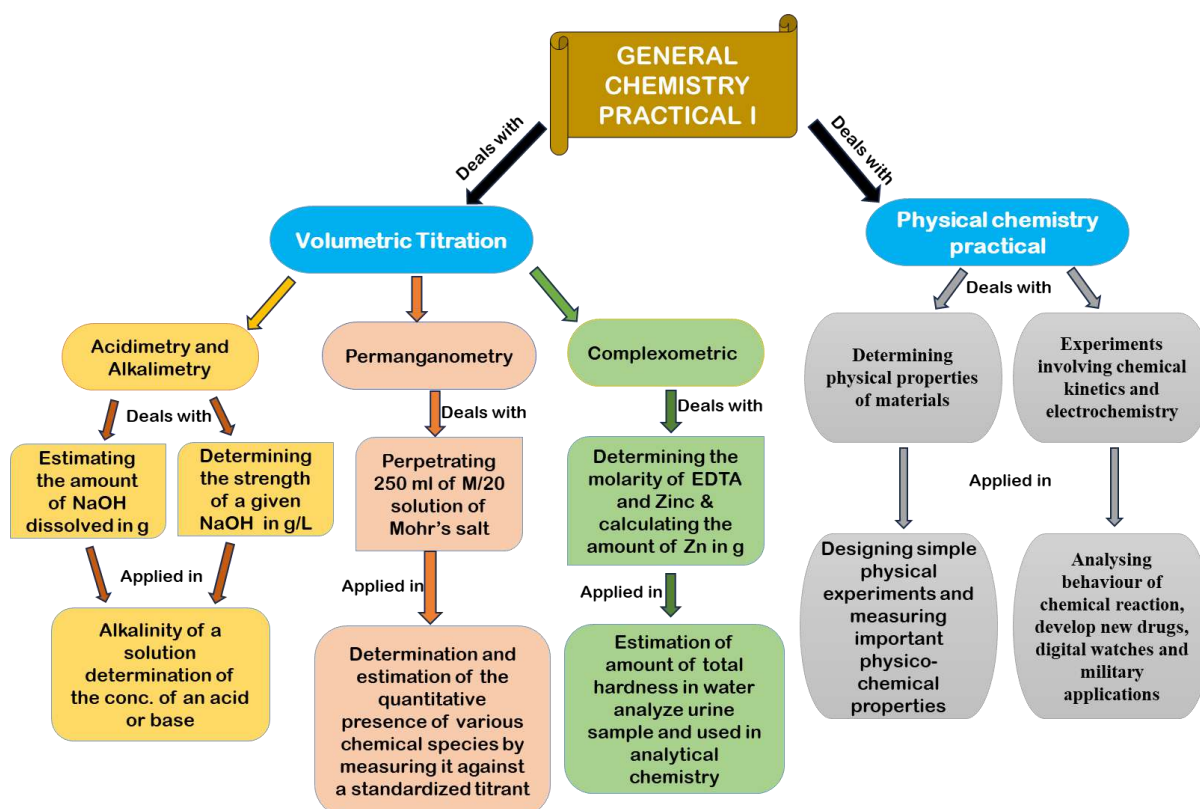 GENERAL
CHEMISTRY
PRACTICAL I
Deals with
Deals with
Volumetric Titration
Physical chemistry
practical
Deals with
Acidimetry and
Alkalimetry
Permanganometry
Complexometric
Determining
physical properties
of materials
Experiments
involving chemical
kinetics and
electrochemistry
Deals with
Deals with
Deals with
Estimating
the amount
of NaOH
dissolved in g
Determining
the strength
of a given
NaOH in g/L
Perpetrating
250 ml of M/20
solution of
Mohr's salt
Determining the
molarity of EDTA
and Zinc &
calculating the
amount of Zn in g
Applied in
Applied in
Applied in
Applied in
Alkalinity of a
solution
determination of
the conc. of an acid
or base
Determination and
estimation of the
quantitative
presence of various
chemical species by
measuring it against
a standardized titrant
Estimation of
amount of total
hardness in water
analyze urine
sample and used in
analytical
chemistry
Designing simple
physical
experiments and
measuring
important
physico-
chemical
properties
Analysing
behaviour of
chemical reaction,
develop new drugs,
digital watches and
military
applications